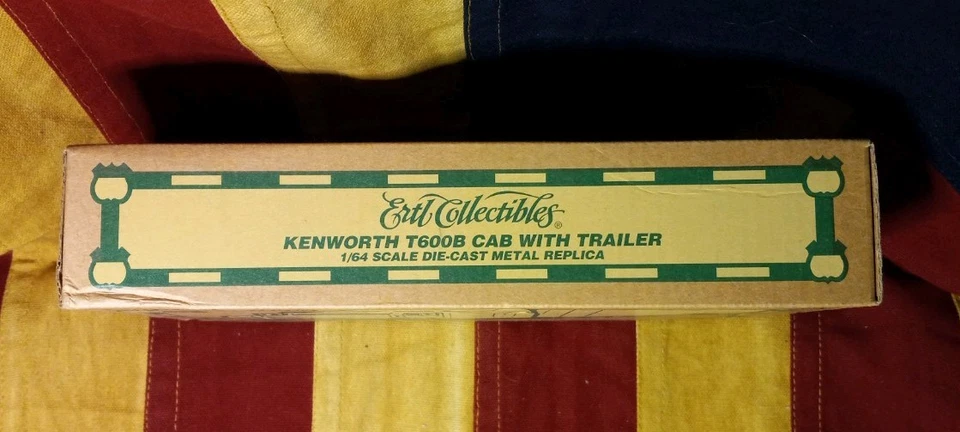 Ertl Collectibles®
KENWORTH T600B CAB WITH TRAILER
1/64 SCALE DIE-CAST METAL REPLICA